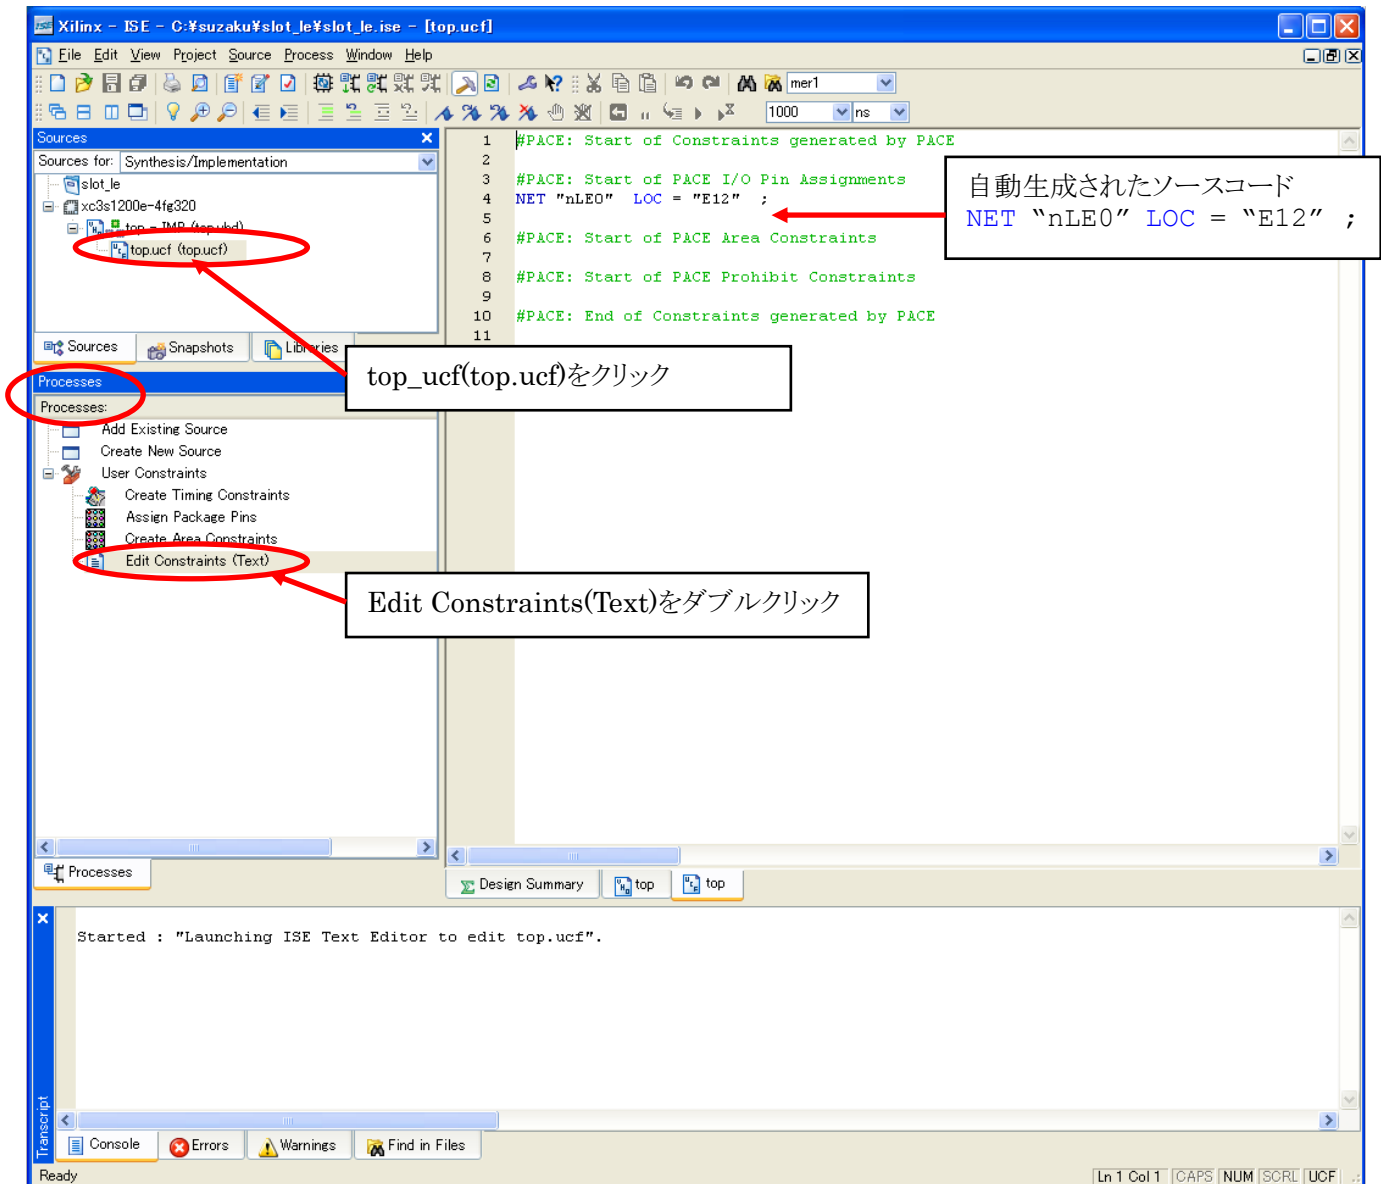 Xilinx - ISE - C:¥suzaku¥slot_le¥slot_le.ise - [top.ucf]
File Edit View Project Source Process Window Help
mer1
1000 ns
Sources
Sources for: Synthesis/Implementation
slot_le
xc3s1200e-4fg320
top - IMP (top.vhd)
top.ucf (top.ucf)
Sources Snapshots Libraries
1 #PACE: Start of Constraints generated by PACE
2
3 #PACE: Start of PACE I/O Pin Assignments
4 NET "nLE0" LOC = "E12" ;
5
6 #PACE: Start of PACE Area Constraints
7
8 #PACE: Start of PACE Prohibit Constraints
9
10 #PACE: End of Constraints generated by PACE
11
自動生成されたソースコード
NET “nLE0” LOC = “E12” ;
top_ucf(top.ucf)をクリック
Processes
Processes:
Add Existing Source
Create New Source
User Constraints
Create Timing Constraints
Assign Package Pins
Create Area Constraints
Edit Constraints (Text)
Edit Constraints(Text)をダブルクリック
Processes
Design Summary top top
Started : "Launching ISE Text Editor to edit top.ucf".
Transcript
Console Errors Warnings Find in Files
Ready
Ln 1 Col 1 CAPS NUM SCRL UCF